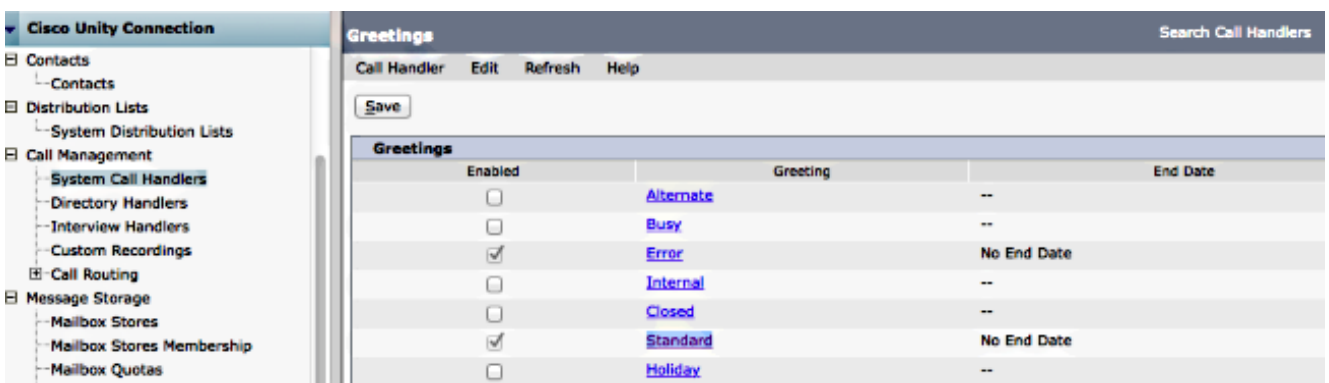 Cisco Unity Connection
Contacts
Contacts
Distribution Lists
System Distribution Lists
Call Management
System Call Handlers
Directory Handlers
Interview Handlers
Custom Recordings
Call Routing
Message Storage
Mailbox Stores
Mailbox Stores Membership
Mailbox Quotas
Greetings
Search Call Handlers
Call Handler Edit Refresh Help
Save
Greetings
Enabled Greeting End Date
Alternate --
Busy --
Error No End Date
Internal --
Closed --
Standard No End Date
Holiday --